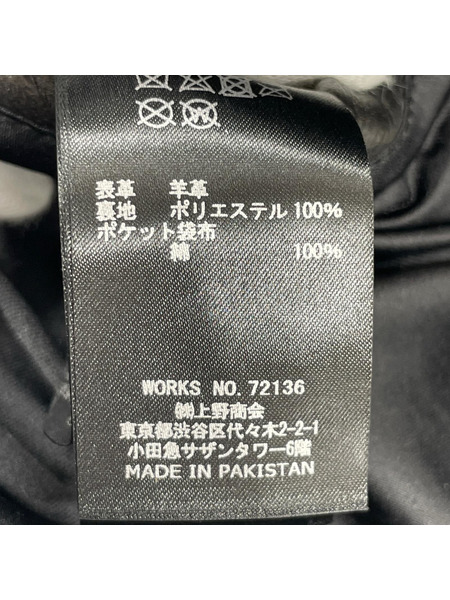 表革 羊革
裏地 ポリエステル 100%
ポケット袋布
綿 100%
WORKS NO. 72136
㈱上野商会
東京都渋谷区代々木2-2-1
小田急サザンタワー6階
MADE IN PAKISTAN